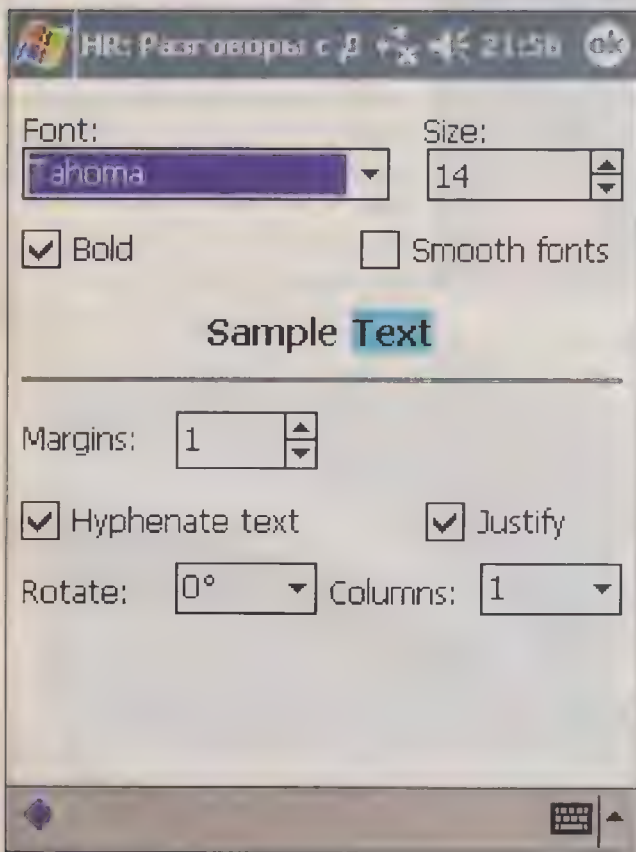 HR: Разговоры с 21:56 ok
Font: Size:
Tahoma 14
Bold Smooth fonts
Sample Text
Margins: 1
Hyphenate text Justify
Rotate: 0° Columns: 1